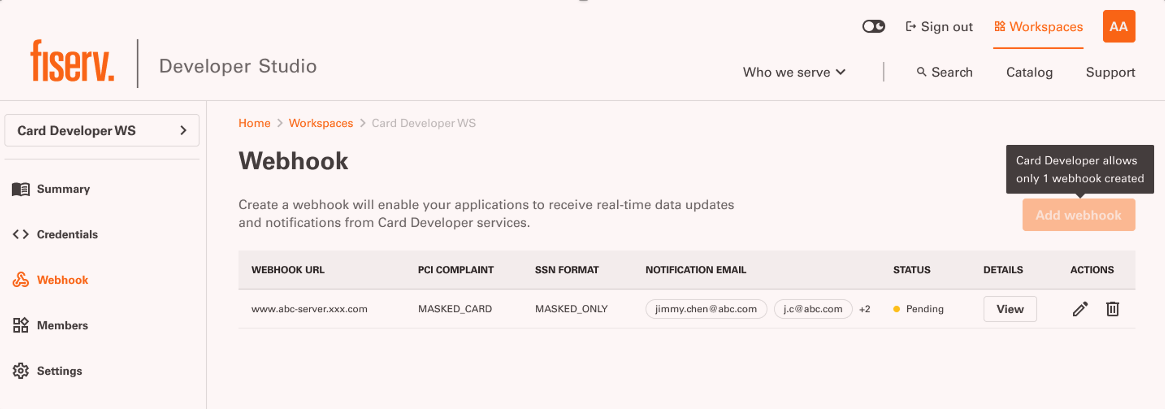 Sign out
Workspaces
AA
fiserv.
Developer Studio
Who we serve
Search
Catalog
Support
Card Developer WS
Summary
Credentials
Webhook
Members
Settings
Home > Workspaces > Card Developer WS
Webhook
Card Developer allows
only 1 webhook created
Create a webhook will enable your applications to receive real-time data updates
and notifications from Card Developer services.
Add webhook
WEBHOOK URL PCI COMPLAINT SSN FORMAT NOTIFICATION EMAIL STATUS DETAILS ACTIONS
www.abc-server.xxx.com MASKED_CARD MASKED_ONLY jimmy.chen@abc.com j.c@abc.com +2 Pending View